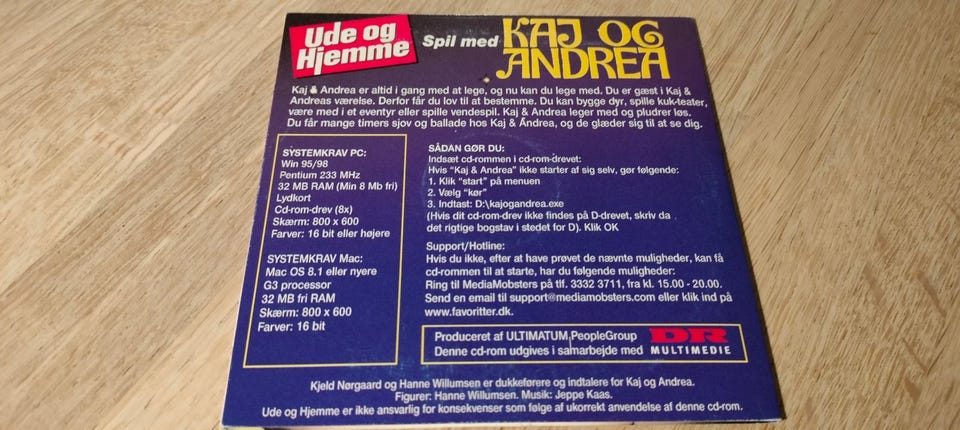 Ude og
Hjemme
Spil med
KAJ OG
ANDREA
Kaj & Andrea er altid i gang med at lege, og nu kan du lege med. Du er gæst i Kaj &
Andreas værelse. Derfor får du lov til at bestemme. Du kan bygge dyr, spille kuk-teater,
være med i et eventyr eller spille vendespil. Kaj & Andrea leger med og pludrer løs.
Du får mange timers sjov og ballade hos Kaj & Andrea, og de glæder sig til at se dig.
SYSTEMKRAV PC:
Win 95/98
Pentium 233 MHz
32 MB RAM (Min 8 Mb fri)
Lydkort
Cd-rom-drev (8x)
Skærm: 800 x 600
Farver: 16 bit eller højere
SYSTEMKRAV Mac:
Mac OS 8.1 eller nyere
G3 processor
32 MB fri RAM
Skærm: 800 x 600
Farver: 16 bit
SÅDAN GØR DU:
Indsæt cd-rommen i cd-rom-drevet:
Hvis "Kaj & Andrea" ikke starter af sig selv, gør følgende:
1. Klik "start" på menuen
2. Vælg "kør"
3. Indtast: D:\kajogandrea.exe
(Hvis dit cd-rom-drev ikke findes på D-drevet, skriv da
det rigtige bogstav i stedet for D). Klik OK
Support/Hotline:
Hvis du ikke, efter at have prøvet de nævnte muligheder, kan få
cd-rommen til at starte, har du følgende muligheder:
Ring til MediaMobsters på tlf. 3332 3711, fra kl. 15.00 - 20.00.
Send en email til support@mediamobsters.com eller klik ind på
www.favoritter.dk.
Produceret af ULTIMATUM PeopleGroup
Denne cd-rom udgives i samarbejde med
DR
MULTIMEDIE
Kjeld Nørgaard og Hanne Willumsen er dukkeførere og indtalere for Kaj og Andrea.
Figurer: Hanne Willumsen. Musik: Jeppe Kaas.
Ude og Hjemme er ikke ansvarlig for konsekvenser som følge af ukorrekt anvendelse af denne cd-rom.